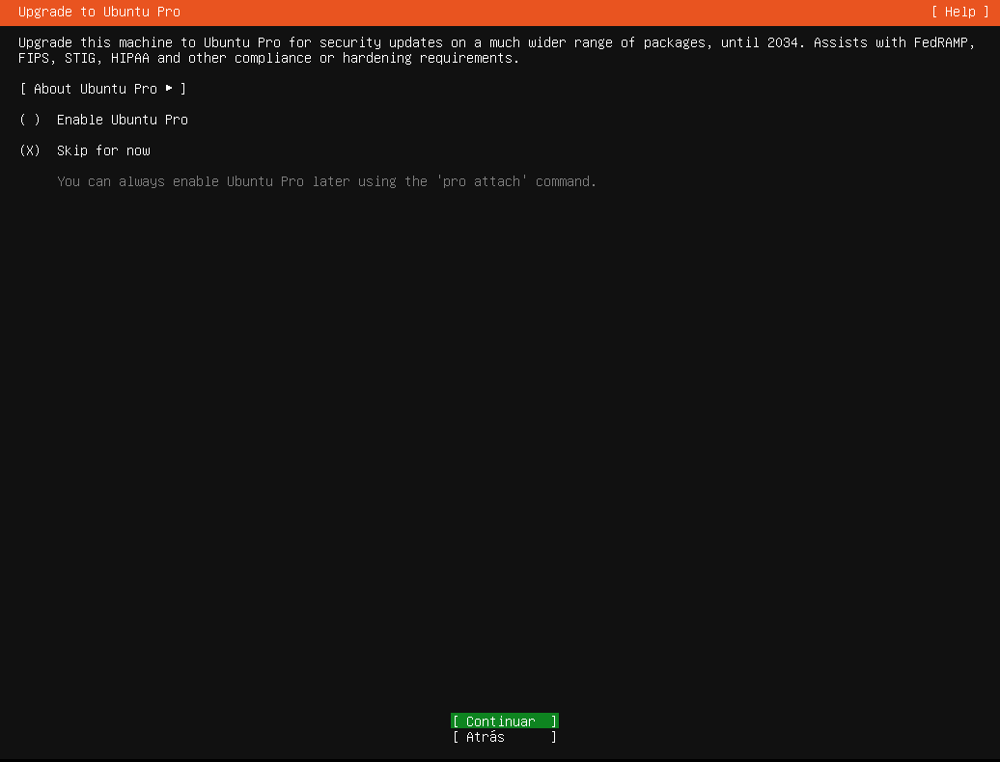 Upgrade to Ubuntu Pro [ Help ]
Upgrade this machine to Ubuntu Pro for security updates on a much wider range of packages, until 2034. Assists with FedRAMP,
FIPS, STIG, HIPAA and other compliance or hardening requirements.
[ About Ubuntu Pro ▸ ]
( ) Enable Ubuntu Pro
(X) Skip for now
You can always enable Ubuntu Pro later using the 'pro attach' command.
[ Continuar ]
[ Atrás ]